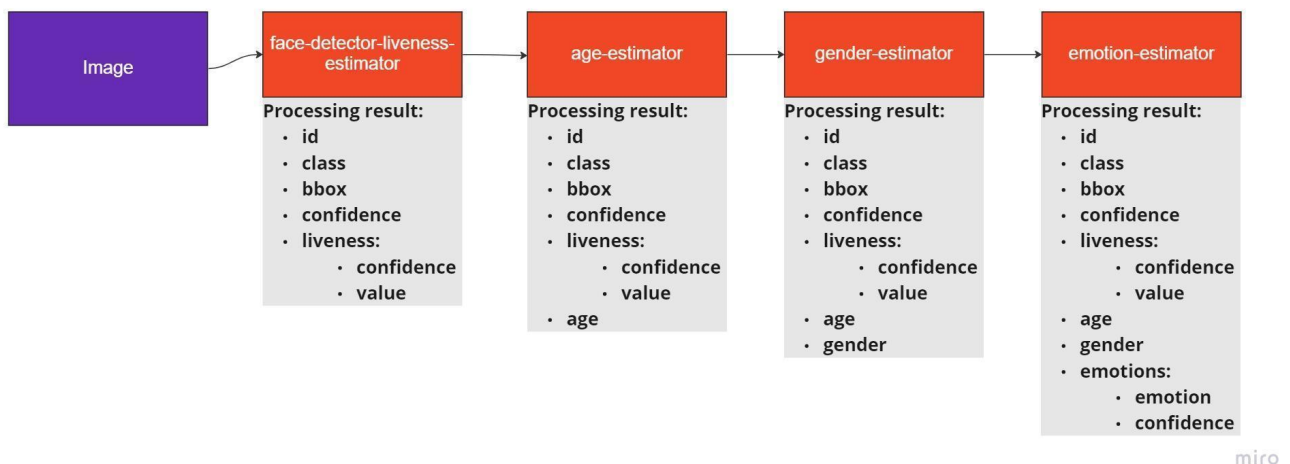 Image
face-detector-liveness-
estimator
Processing result:
• id
• class
• bbox
• confidence
• liveness:
• confidence
• value
age-estimator
Processing result:
• id
• class
• bbox
• confidence
• liveness:
• confidence
• value
• age
gender-estimator
Processing result:
• id
• class
• bbox
• confidence
• liveness:
• confidence
• value
• age
• gender
emotion-estimator
Processing result:
• id
• class
• bbox
• confidence
• liveness:
• confidence
• value
• age
• gender
• emotions:
• emotion
• confidence
miro